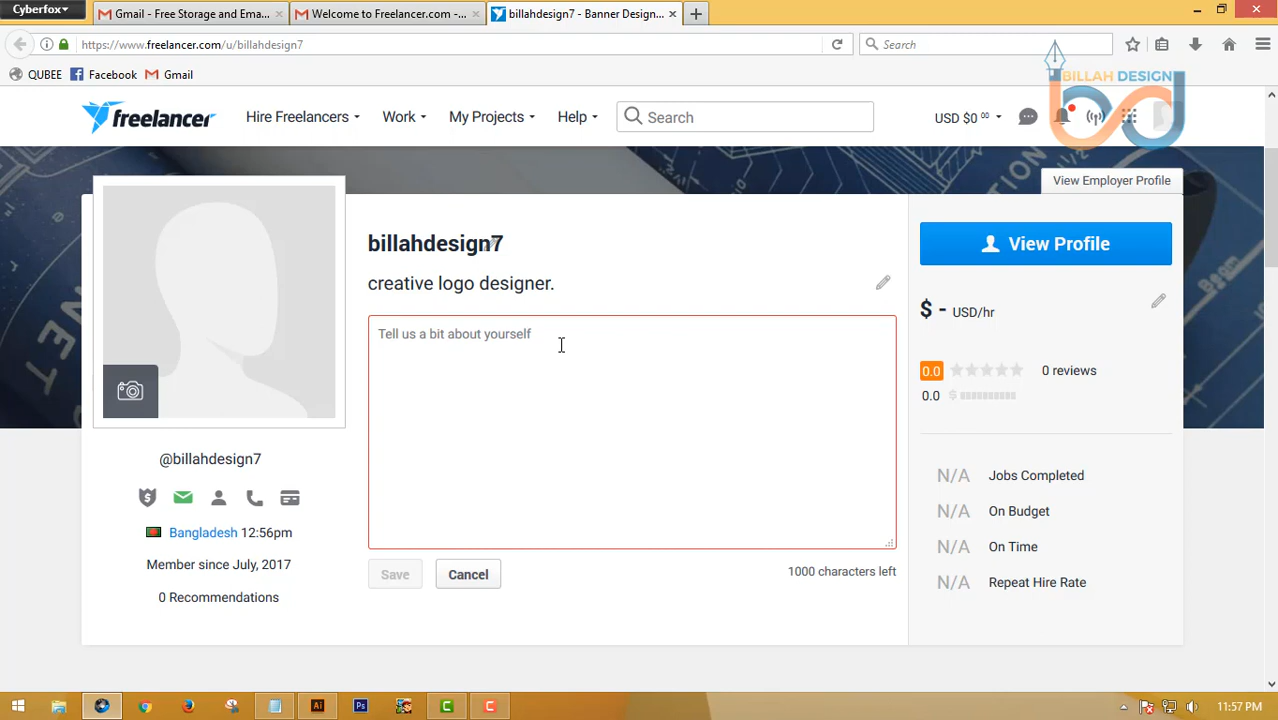 Cyberfox
Gmail - Free Storage and Ema...
Welcome to Freelancer.com -...
billahdesign7 - Banner Design...
https://www.freelancer.com/u/billahdesign7
Search
QUBEE
Facebook
Gmail
BILLAH DESIGN
freelancer
Hire Freelancers
Work
My Projects
Help
Search
USD $0.00
View Employer Profile
billahdesign7
creative logo designer.
Tell us a bit about yourself
View Profile
$ - USD/hr
0.0
0 reviews
0.0
@billahdesign7
N/A Jobs Completed
N/A On Budget
Bangladesh 12:56pm
N/A On Time
Member since July, 2017
Save
Cancel
1000 characters left
N/A Repeat Hire Rate
0 Recommendations
11:57 PM